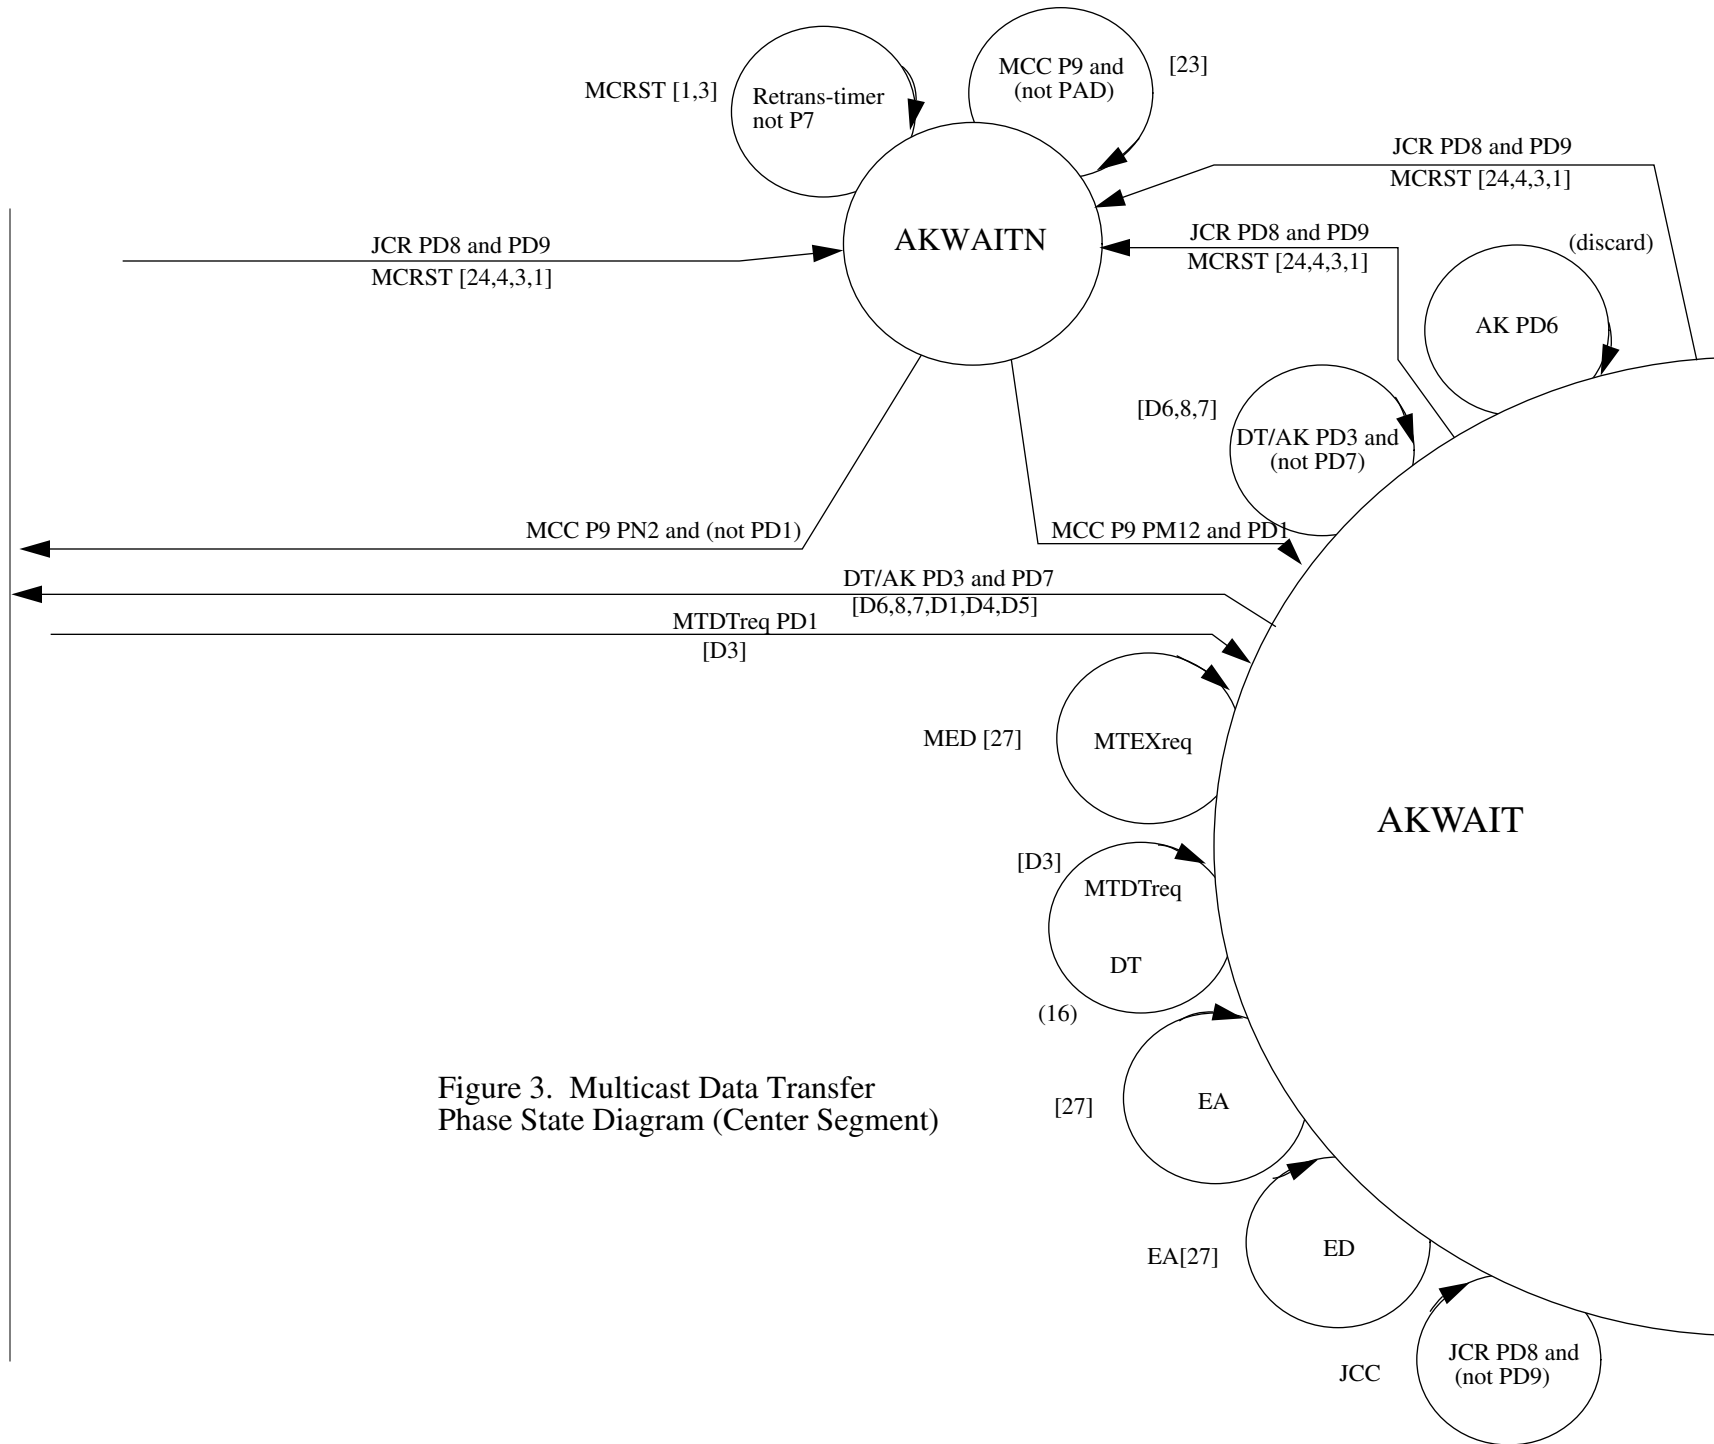 MCC P9 and
(not PAD)
[23]
MCRST [1,3]
Retrans-timer
not P7
JCR PD8 and PD9
MCRST [24,4,3,1]
JCR PD8 and PD9
MCRST [24,4,3,1]
JCR PD8 and PD9
MCRST [24,4,3,1]
AKWAITN
(discard)
AK PD6
[D6,8,7]
DT/AK PD3 and
(not PD7)
MCC P9 PN2 and (not PD1)
MCC P9 PM12 and PD1
DT/AK PD3 and PD7
[D6,8,7,D1,D4,D5]
MTDTreq PD1
[D3]
MED [27]
MTEXreq
AKWAIT
[D3]
MTDTreq
DT
(16)
Figure 3. Multicast Data Transfer
Phase State Diagram (Center Segment)
[27]
EA
EA[27]
ED
JCC
JCR PD8 and
(not PD9)